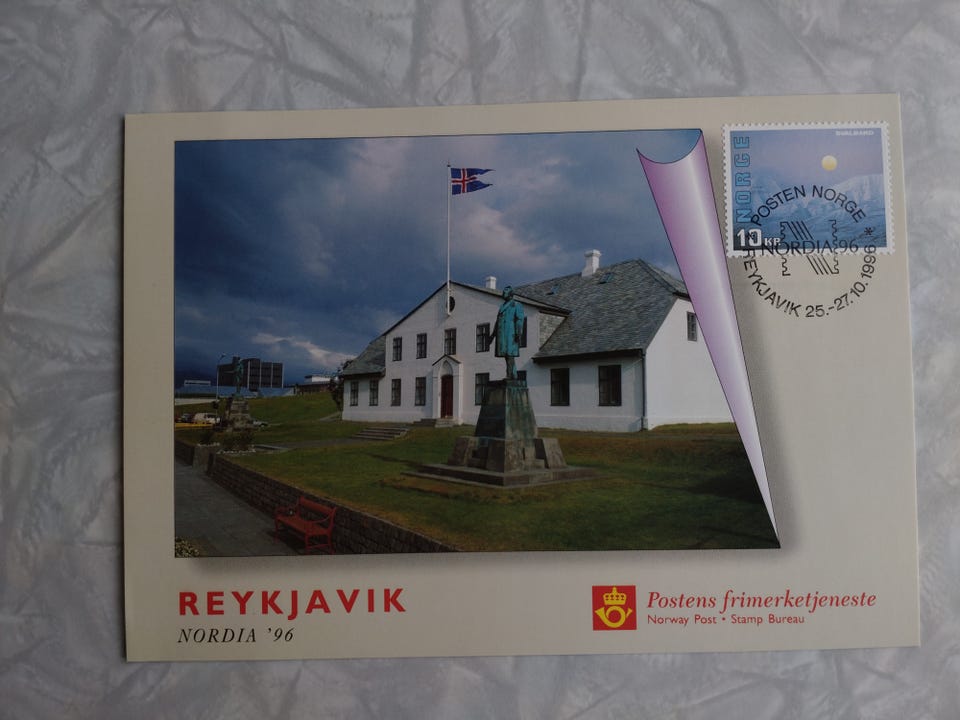 SVALBARD
NORGE
10 KR
POSTEN NORGE
NORDIA 96
REYKJAVIK 25.-27.10.1996
REYKJAVIK
NORDIA '96
Postens frimerketjeneste
Norway Post • Stamp Bureau